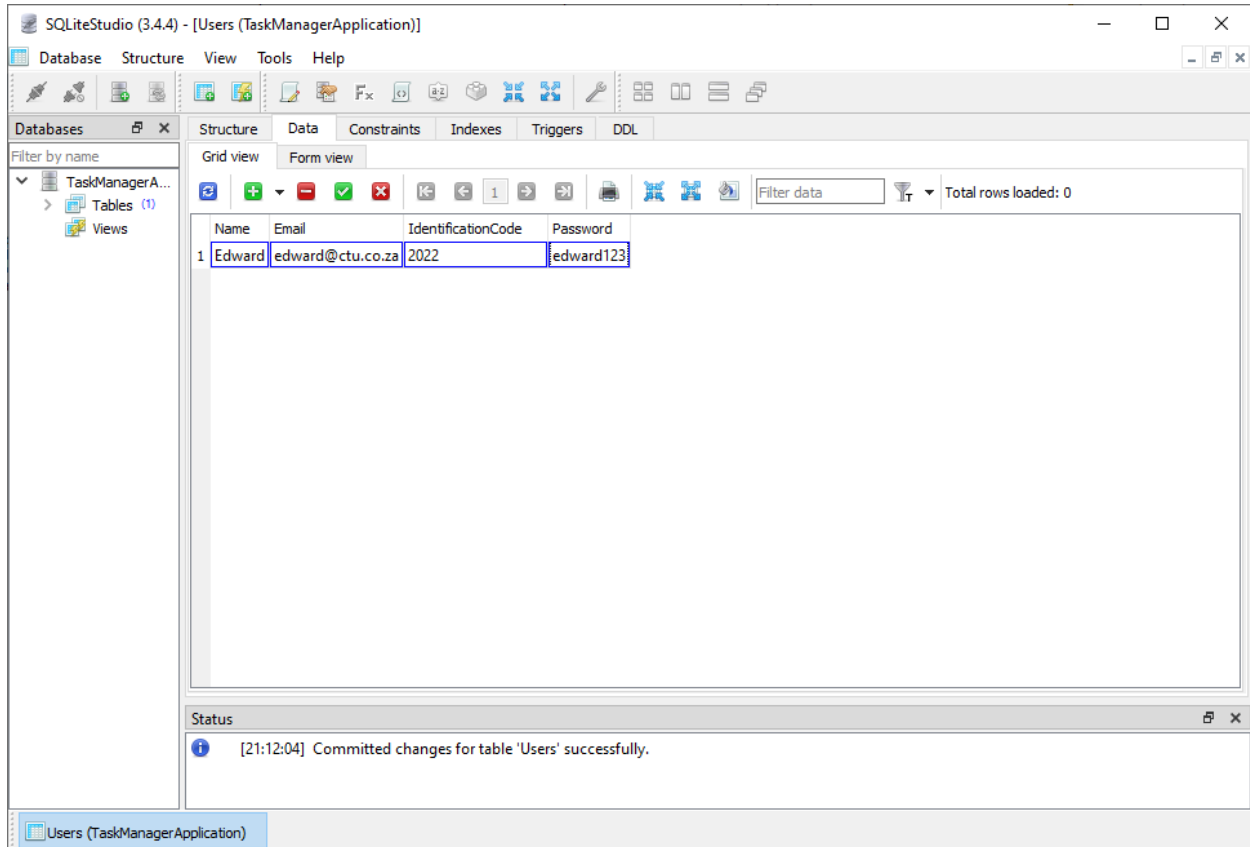 SQLiteStudio (3.4.4) - [Users (TaskManagerApplication)]
Database Structure View Tools Help
Databases
Filter by name
TaskManagerA...
Tables (1)
Views
Structure Data Constraints Indexes Triggers DDL
Grid view Form view
1 Filter data Total rows loaded: 0
Name Email IdentificationCode Password
1 Edward edward@ctu.co.za 2022 edward123
Status
[21:12:04] Committed changes for table 'Users' successfully.
Users (TaskManagerApplication)